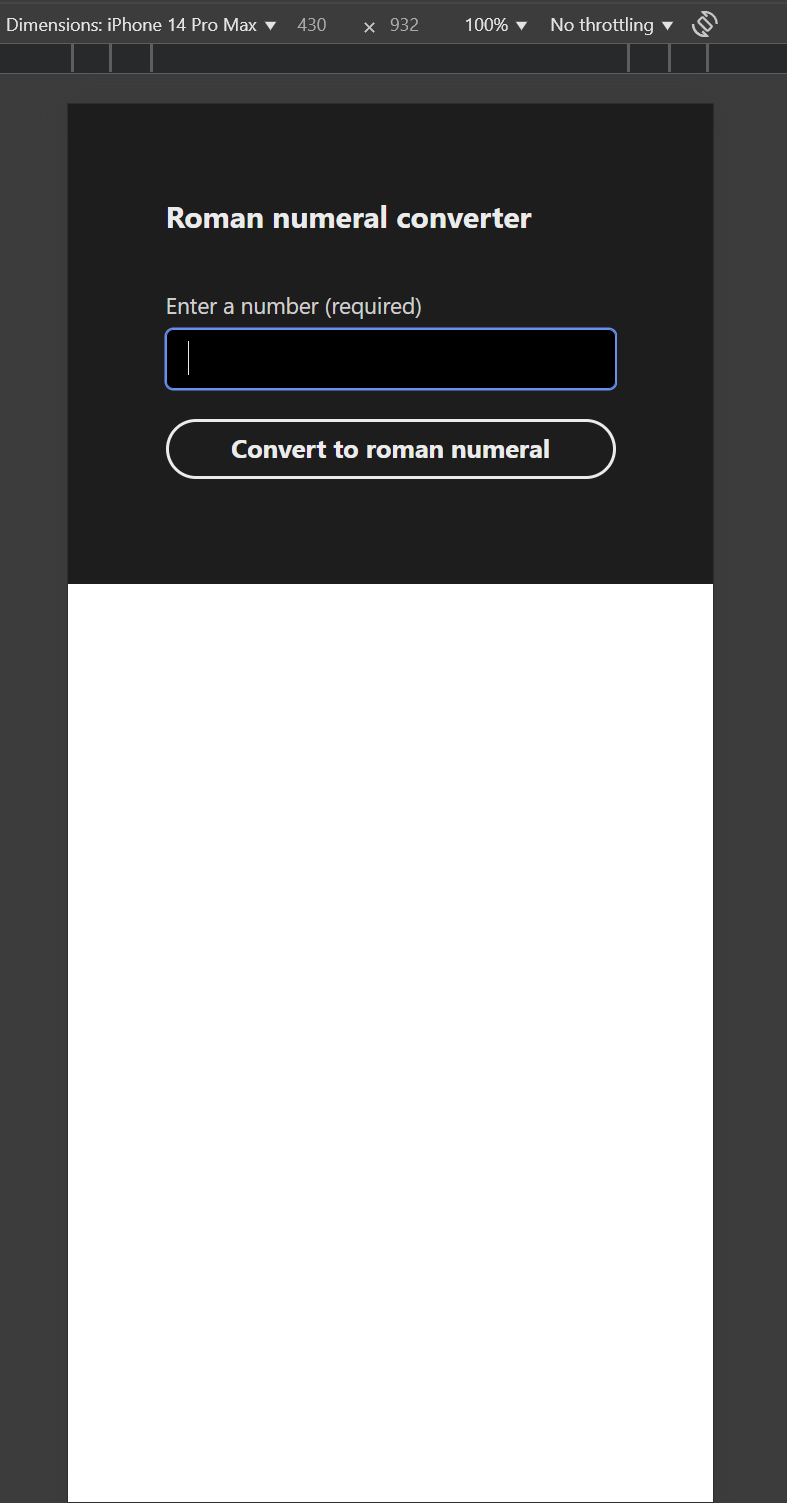 Dimensions: iPhone 14 Pro Max ▼ 430 × 932 100% ▼ No throttling ▼
Roman numeral converter
Enter a number (required)
Convert to roman numeral